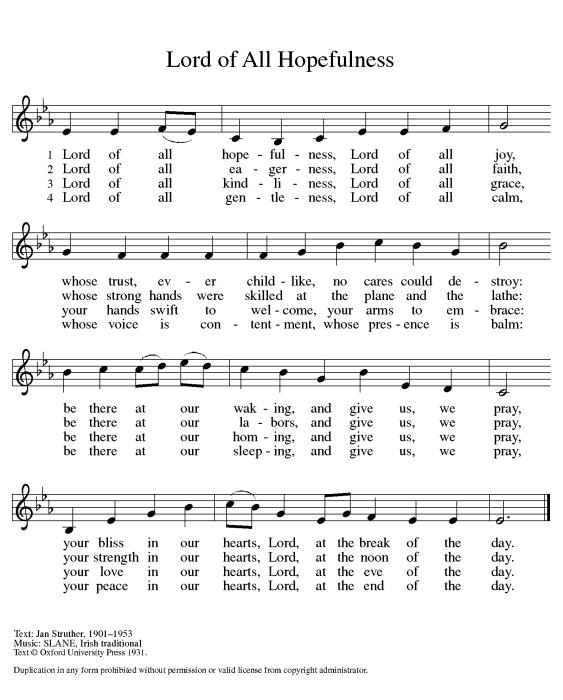 Lord of All Hopefulness
1 Lord of all hope - ful - ness, Lord of all joy,
2 Lord of all ea - ger - ness, Lord of all faith,
3 Lord of all kind - li - ness, Lord of all grace,
4 Lord of all gen - tle - ness, Lord of all calm,
whose trust, ev - er child - like, no cares could de - stroy:
whose strong hands were skilled at the plane and the lathe:
your hands swift to wel - come, your arms to em - brace:
whose voice is con - tent - ment, whose pres - ence is balm:
be there at our wak - ing, and give us, we pray,
be there at our la - bors, and give us, we pray,
be there at our hom - ing, and give us, we pray,
be there at our sleep - ing, and give us, we pray,
your bliss in our hearts, Lord, at the break of the day.
your strength in our hearts, Lord, at the noon of the day.
your love in our hearts, Lord, at the eve of the day.
your peace in our hearts, Lord, at the end of the day.
Text: Jan Struther, 1901–1953
Music: SLANE, Irish traditional
Text © Oxford University Press 1931.
Duplication in any form prohibited without permission or valid license from copyright administrator.